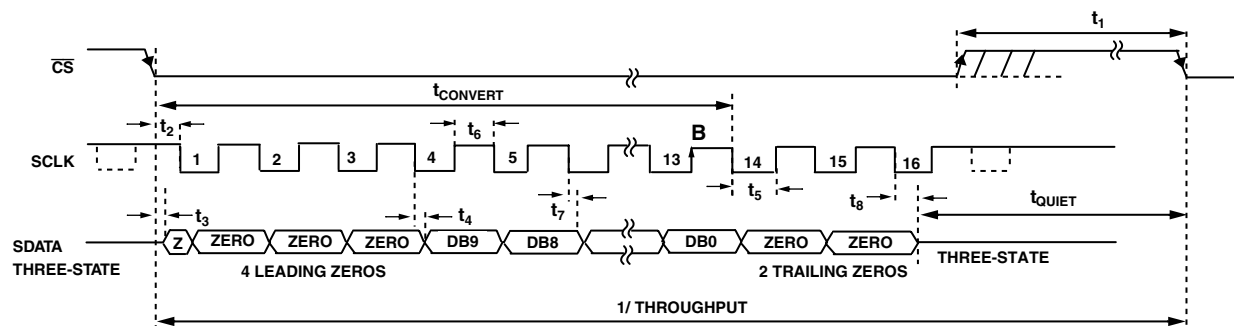 t1
CS
tCONVERT
t2
t6
B
SCLK
1
2
3
4
5
13
14
15
16
t5
t8
tQUIET
t3
t4
t7
SDATA
THREE-STATE
Z
ZERO
ZERO
ZERO
DB9
DB8
DB0
ZERO
ZERO
THREE-STATE
4 LEADING ZEROS
2 TRAILING ZEROS
1/ THROUGHPUT